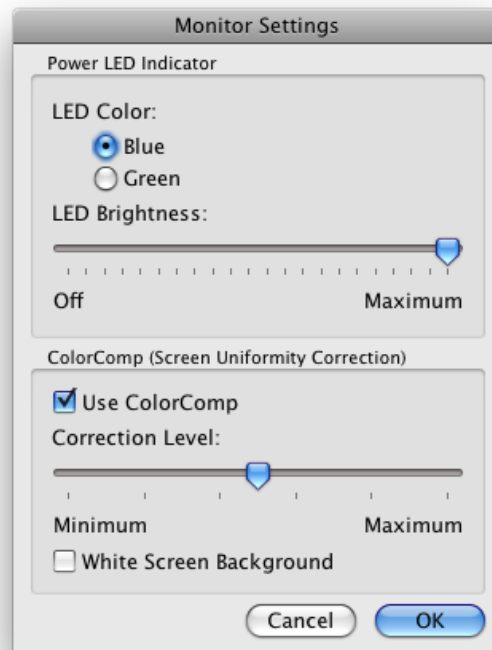 Monitor Settings
Power LED Indicator
LED Color:
Blue
Green
LED Brightness:
Off Maximum
ColorComp (Screen Uniformity Correction)
Use ColorComp
Correction Level:
Minimum Maximum
White Screen Background
Cancel OK